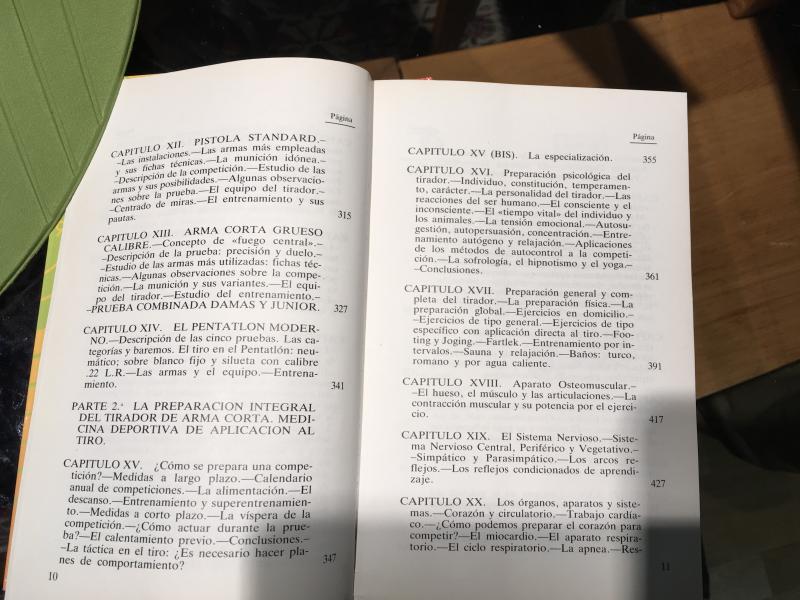 Página
CAPITULO XII. PISTOLA STANDARD.—
—Las instalaciones.—Las armas más empleadas
y sus fichas técnicas.—La munición idónea.—
—Descripción de la competición.—Estudio de las
armas y sus posibilidades.—Algunas observacio-
nes sobre la prueba.—El equipo del tirador.—
—Centrado de miras.—El entrenamiento y sus
pautas. 315
CAPITULO XIII. ARMA CORTA GRUESO
CALIBRE.—Concepto de «fuego central».—
—Descripción de la prueba: precisión y duelo.—
—Estudio de las armas más utilizadas: fichas téc-
nicas.—Algunas observaciones sobre la compe-
tición.—La munición y sus variantes.—El equi-
po del tirador.—Estudio del entrenamiento.—
—PRUEBA COMBINADA DAMAS Y JUNIOR. 327
CAPITULO XIV. EL PENTATLON MODER-
NO.—Descripción de las cinco pruebas. Las ca-
tegorías y baremos. El tiro en el Pentatlón: neu-
mático; sobre blanco fijo y silueta con calibre
.22 L.R.—Las armas y el equipo.—Entrena-
miento. 341
PARTE 2.ª LA PREPARACION INTEGRAL
DEL TIRADOR DE ARMA CORTA. MEDI-
CINA DEPORTIVA DE APLICACION AL
TIRO.
CAPITULO XV. ¿Cómo se prepara una compe-
tición?—Medidas a largo plazo.—Calendario
anual de competiciones.—La alimentación.—El
descanso.—Entrenamiento y superentrenamien-
to.—Medidas a corto plazo.—La víspera de la
competición.—¿Cómo actuar durante la prue-
ba?—El calentamiento previo.—Conclusiones.—
—La táctica en el tiro: ¿Es necesario hacer pla-
nes de comportamiento? 347
10
Página
CAPITULO XV (BIS). La especialización. 355
CAPITULO XVI. Preparación psicológica del
tirador.—Individuo, constitución, temperamen-
to, carácter.—La personalidad del tirador.—Las
reacciones del ser humano.—El consciente y el
inconsciente.—El «tiempo vital» del individuo y
los animales.—La tensión emocional.—Autosu-
gestión, autopersuasión, concentración.—Entre-
namiento autógeno y relajación.—Aplicaciones
de los métodos de autocontrol a la competi-
ción.—La sofrología, el hipnotismo y el yoga.—
—Conclusiones. 361
CAPITULO XVII. Preparación general y com-
pleta del tirador.—La preparación física.—La
preparación global.—Ejercicios en domicilio.—
—Ejercicios de tipo general.—Ejercicios de tipo
específico con aplicación directa al tiro.—Foo-
ting y Joging.—Fartlek.—Entrenamiento por in-
tervalos.—Sauna y relajación.—Baños: turco,
romano y por agua caliente. 391
CAPITULO XVIII. Aparato Osteomuscular.—
—El hueso, el músculo y las articulaciones.—La
contracción muscular y su potencia por el ejerci-
cio. 417
CAPITULO XIX. El Sistema Nervioso.—Siste-
ma Nervioso Central, Periférico y Vegetativo.—
—Simpático y Parasimpático.—Los arcos re-
flejos.—Los reflejos condicionados de aprendi-
zaje. 427
CAPITULO XX. Los órganos, aparatos y siste-
mas.—Corazón y circulatorio.—Trabajo cardía-
co.—¿Cómo podemos preparar el corazón para
competir?—El miocardio.—El aparato respira-
torio.—El ciclo respiratorio.—La apnea.—Res-
11